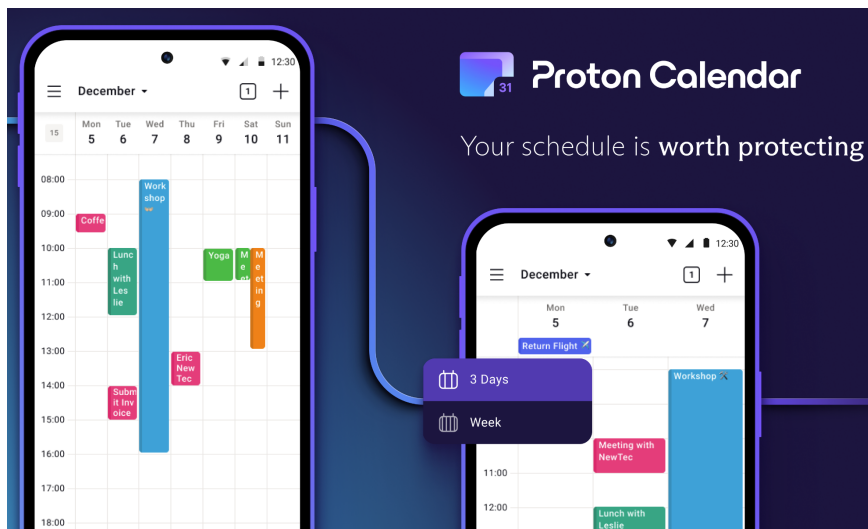 12:30
December
1
15
Mon Tue Wed Thu Fri Sat Sun
5 6 7 8 9 10 11
08:00
Work
shop
09:00
Coffe
10:00
Lunc
h
with
Les
lie
Yoga
M
e
et
M
e
et
in
g
11:00
12:00
13:00
Eric
New
Tec
14:00
Subm
it Inv
oice
15:00
16:00
17:00
18:00
31
Proton Calendar
Your schedule is worth protecting
12:30
December
1
Mon Tue Wed
5 6 7
Return Flight
3 Days
Week
Workshop
Meeting with
NewTec
11:00
12:00
Lunch with
Leslie